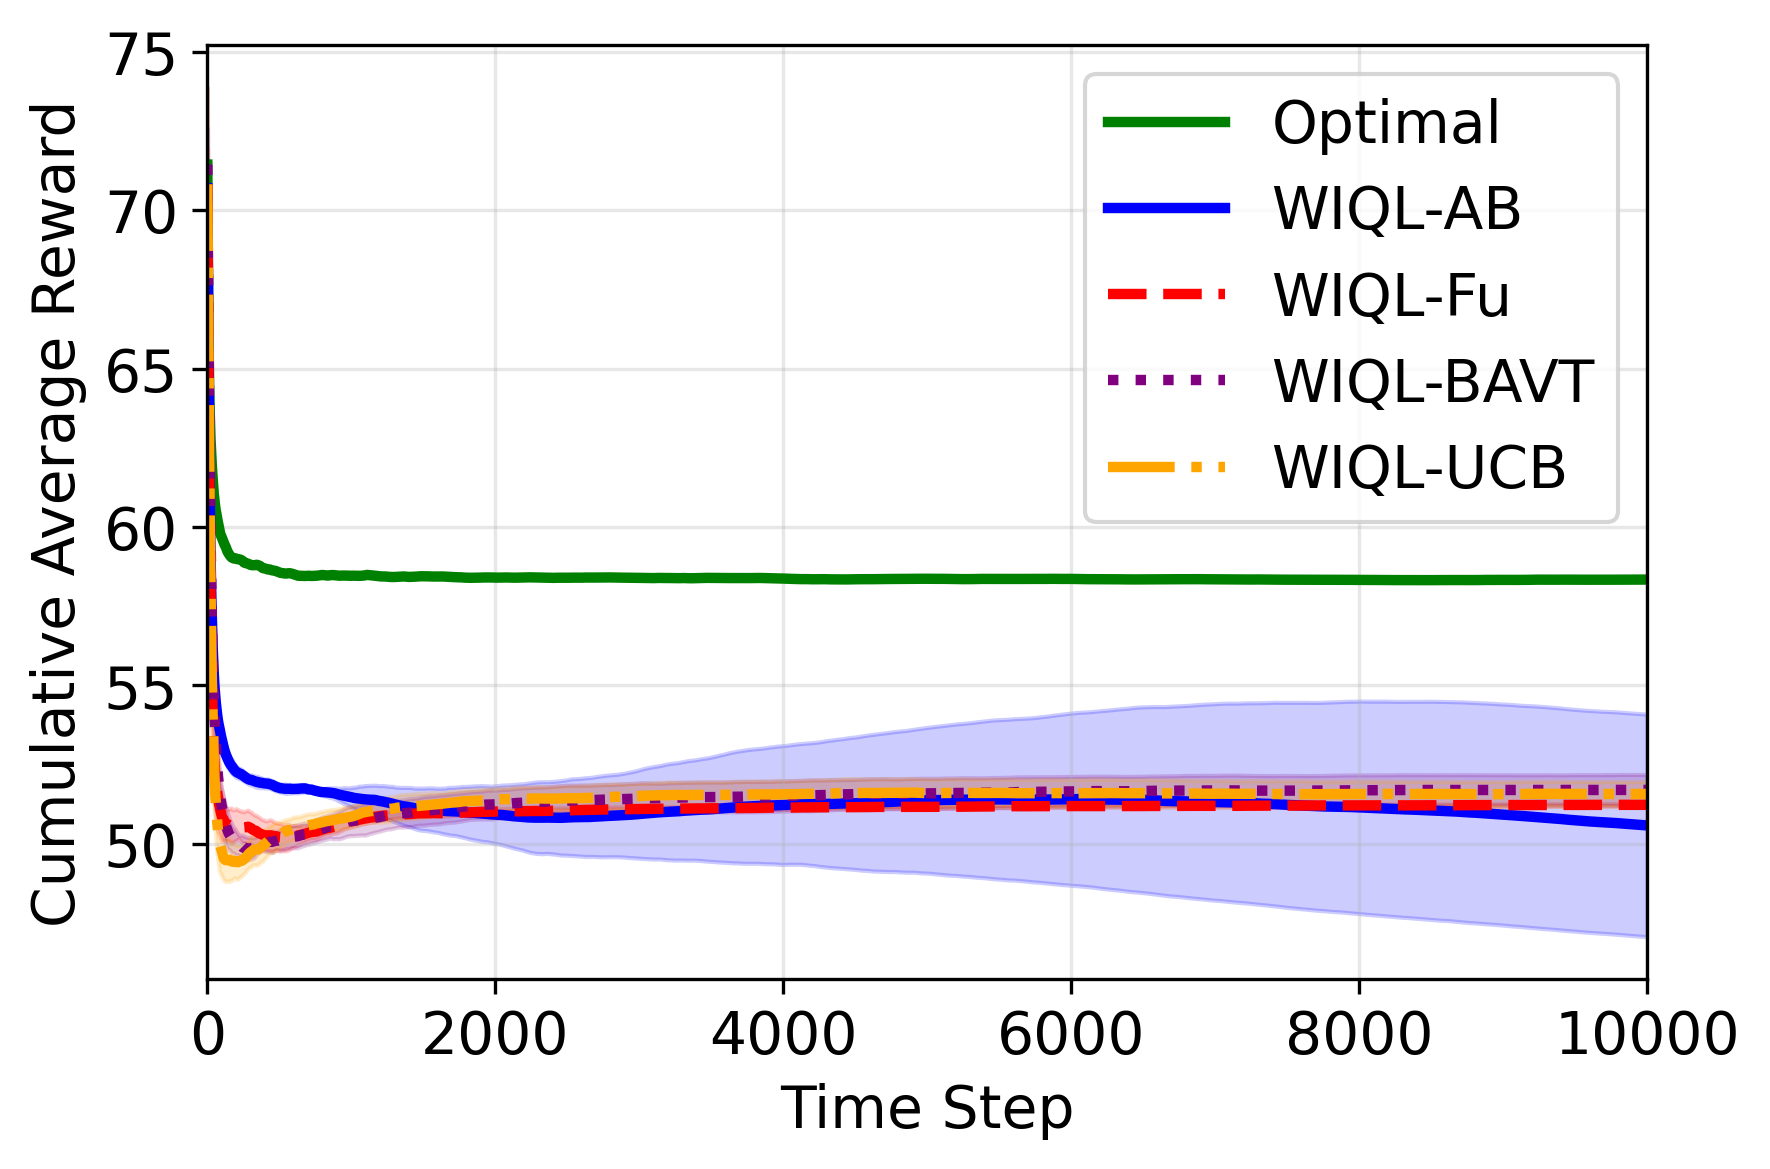 Cumulative Average Reward
75
70
65
60
55
50
0
2000
4000
6000
8000
10000
Time Step
Optimal
WIQL-AB
WIQL-Fu
WIQL-BAVT
WIQL-UCB